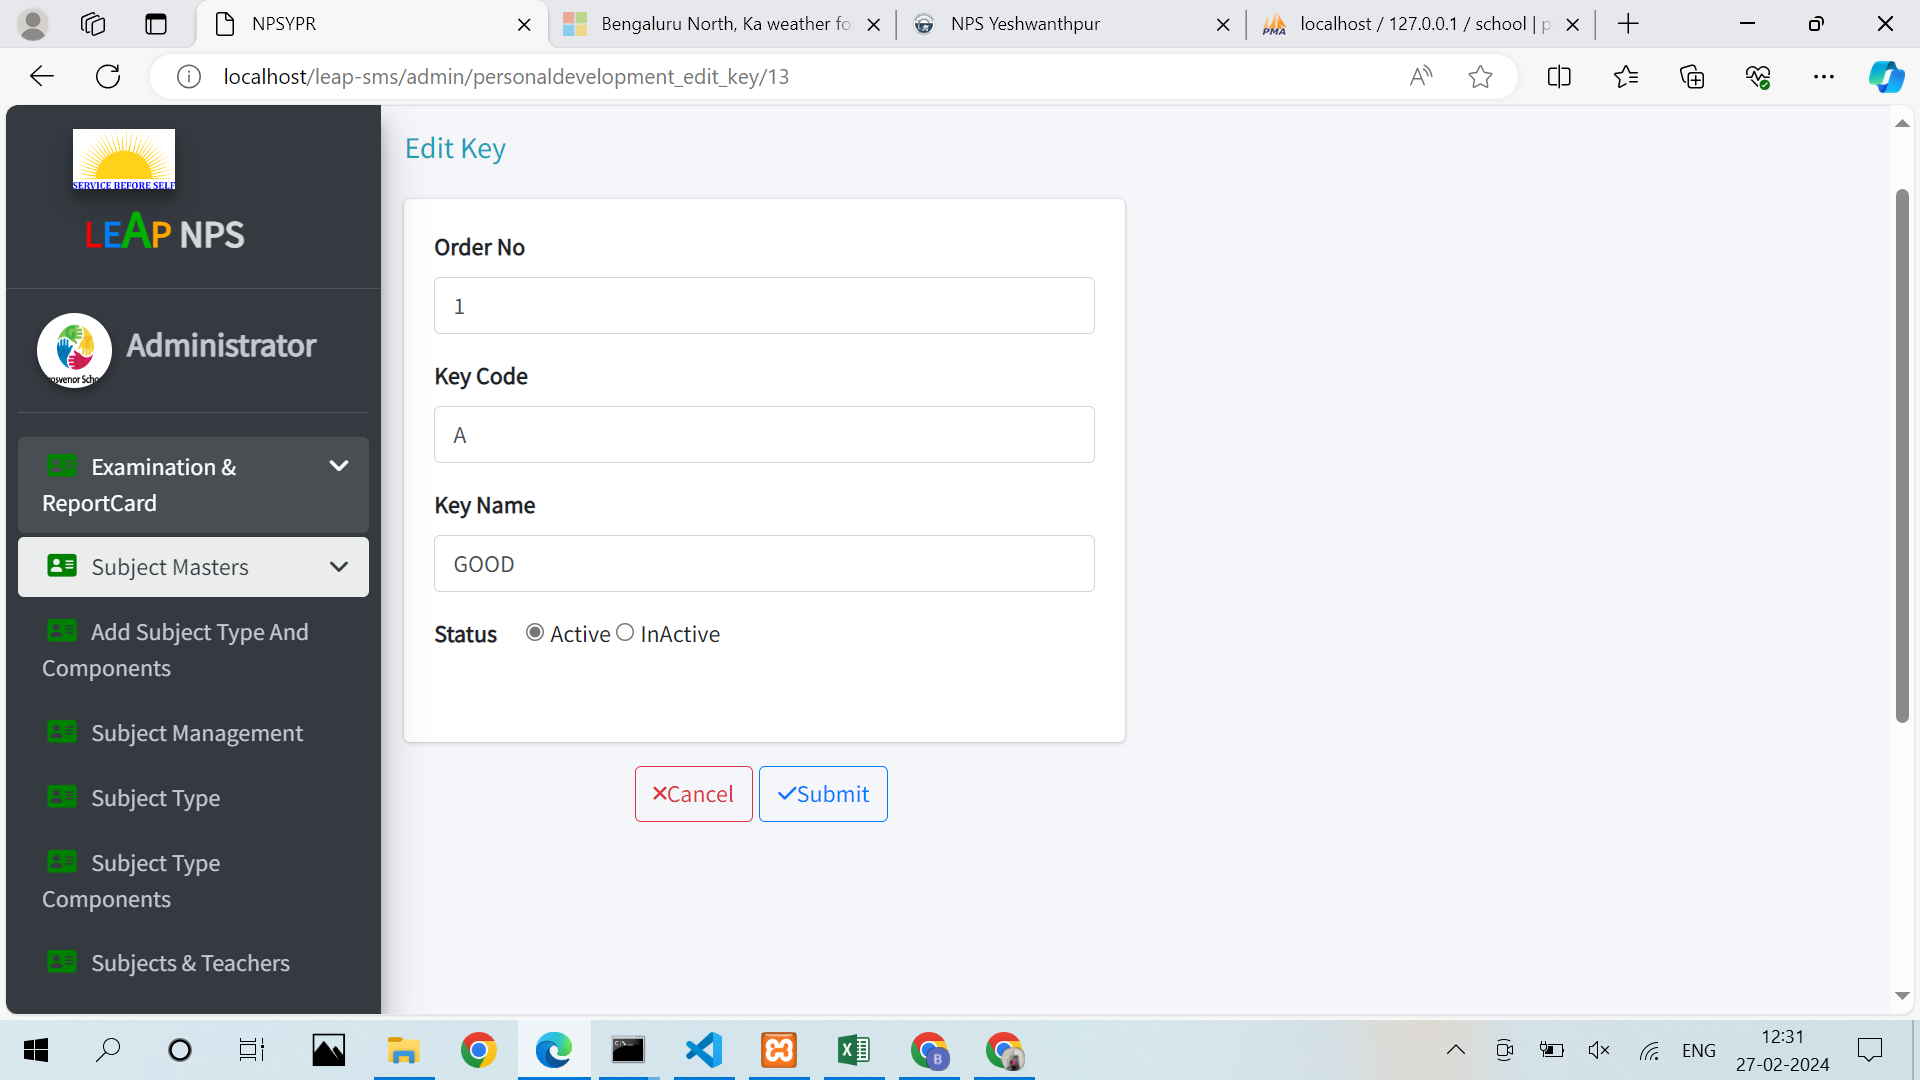 NPSYPR
Bengaluru North, Ka weather fo
NPS Yeshwanthpur
localhost / 127.0.0.1 / school | p
localhost/leap-sms/admin/personaldevelopment_edit_key/13
SERVICE BEFORE SELF
LEAP NPS
Administrator
Examination &
ReportCard
Subject Masters
Add Subject Type And
Components
Subject Management
Subject Type
Subject Type
Components
Subjects & Teachers
Edit Key
Order No
1
Key Code
A
Key Name
GOOD
Status Active InActive
Cancel Submit
ENG
12:31
27-02-2024